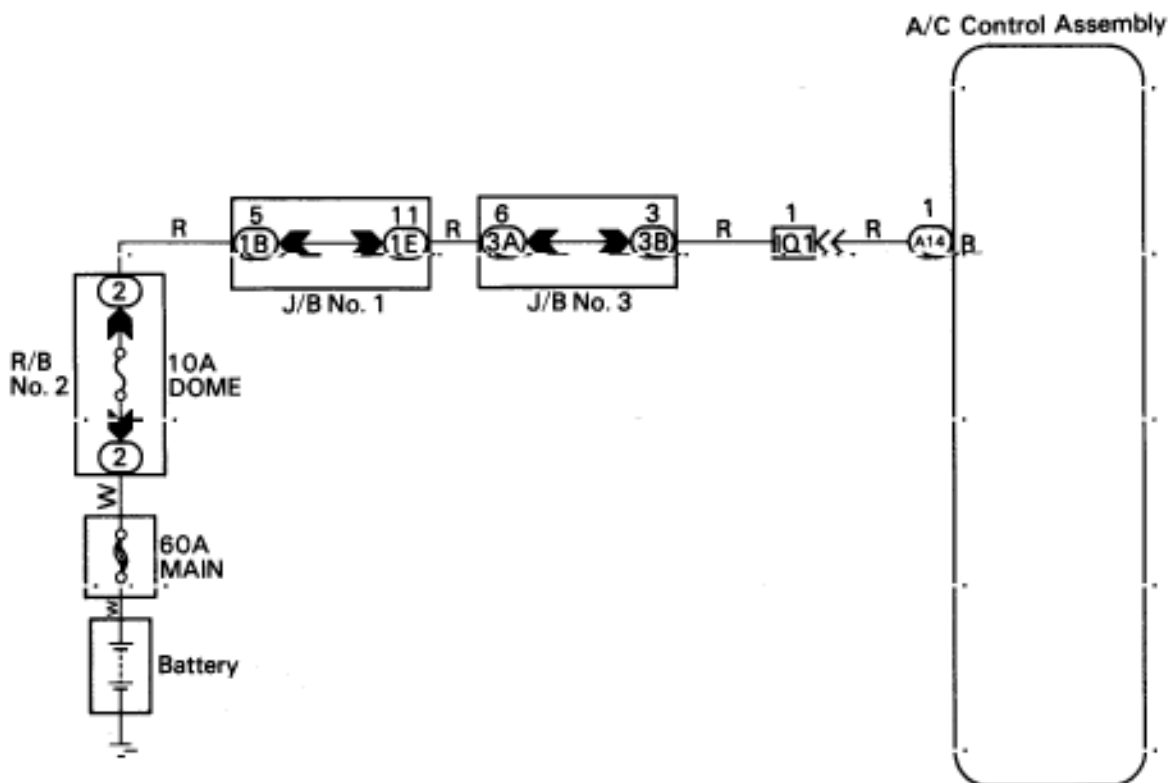 A/C Control Assembly
5
11
6
3
1
1
R
1B
1E
R
3A
3B
R
IQ1
R
A14
R
J/B No. 1
J/B No. 3
2
R/B
No. 2
10A
DOME
2
W
60A
MAIN
W
Battery